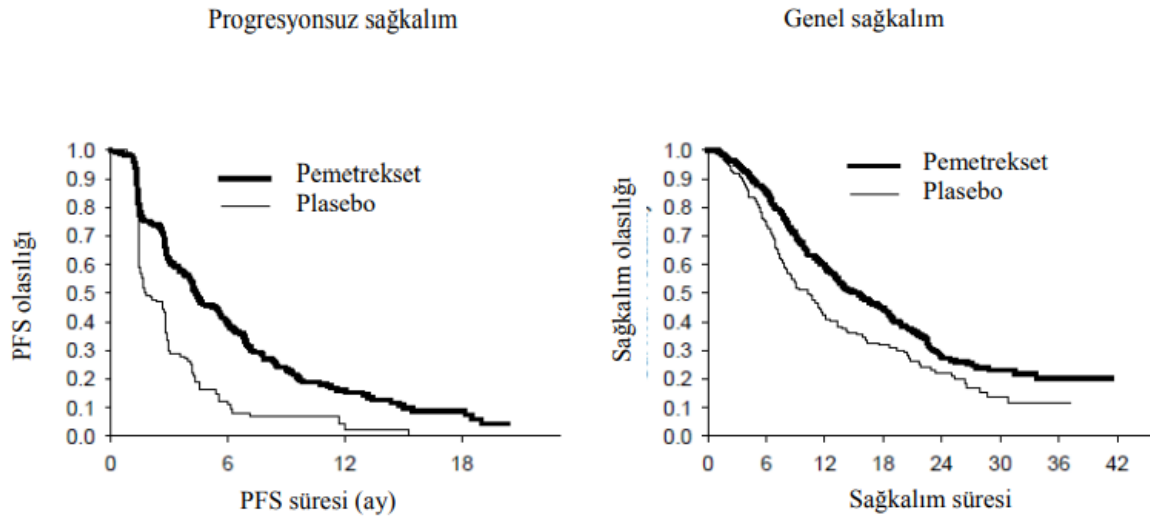 Progresyonsuz sağkalım
Genel sağkalım
PFS olasılığı
1.0
0.9
0.8
0.7
0.6
0.5
0.4
0.3
0.2
0.1
0.0
Pemetrekset
Plasebo
0 6 12 18
PFS süresi (ay)
Sağkalım olasılığı
1.0
0.9
0.8
0.7
0.6
0.5
0.4
0.3
0.2
0.1
0.0
Pemetrekset
Plasebo
0 6 12 18 24 30 36 42
Sağkalım süresi